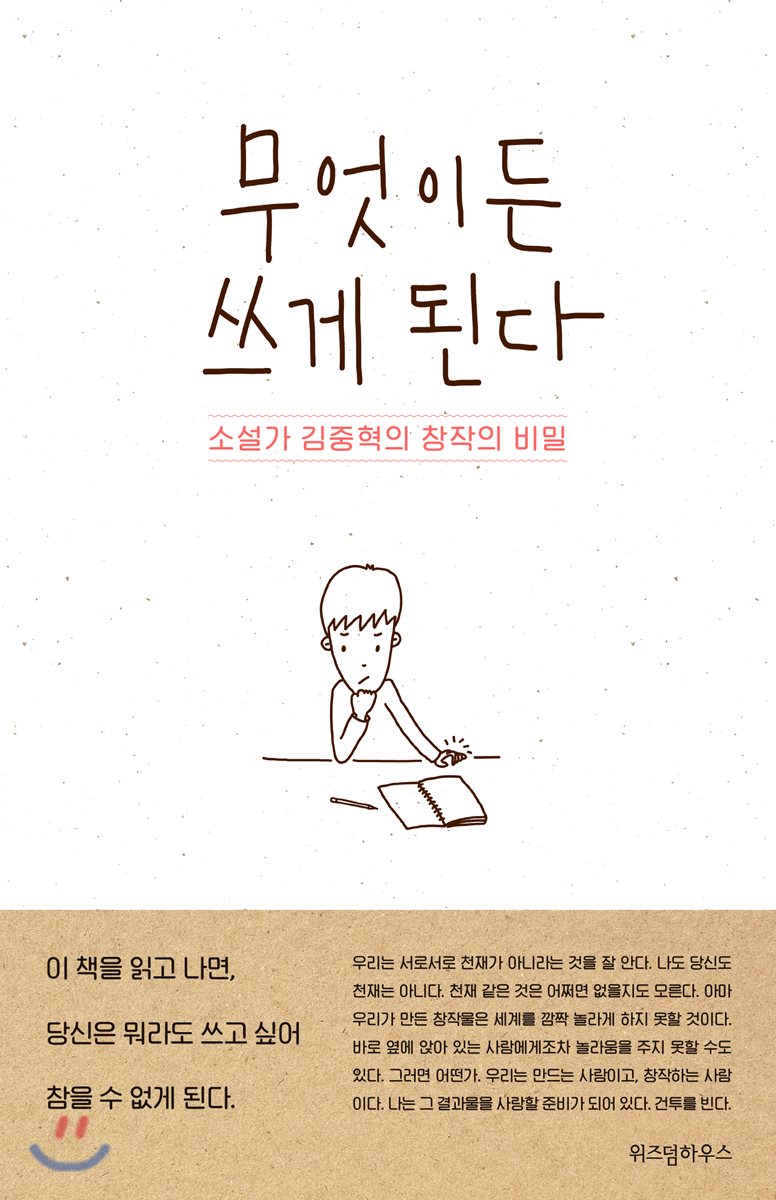 무엇이든
쓰게 된다
소설가 김중혁의 창작의 비밀
이 책을 읽고 나면,
당신은 뭐라도 쓰고 싶어
참을 수 없게 된다.
우리는 서로서로 천재가 아니라는 것을 잘 안다. 나도 당신도
천재는 아니다. 천재 같은 것은 어쩌면 없을지도 모른다. 아마
우리가 만든 창작물은 세계를 깜짝 놀라게 하지 못할 것이다.
바로 옆에 앉아 있는 사람에게조차 놀라움을 주지 못할 수도
있다. 그러면 어떤가. 우리는 만드는 사람이고, 창작하는 사람
이다. 나는 그 결과물을 사랑할 준비가 되어 있다. 건투를 빈다.
위즈덤하우스